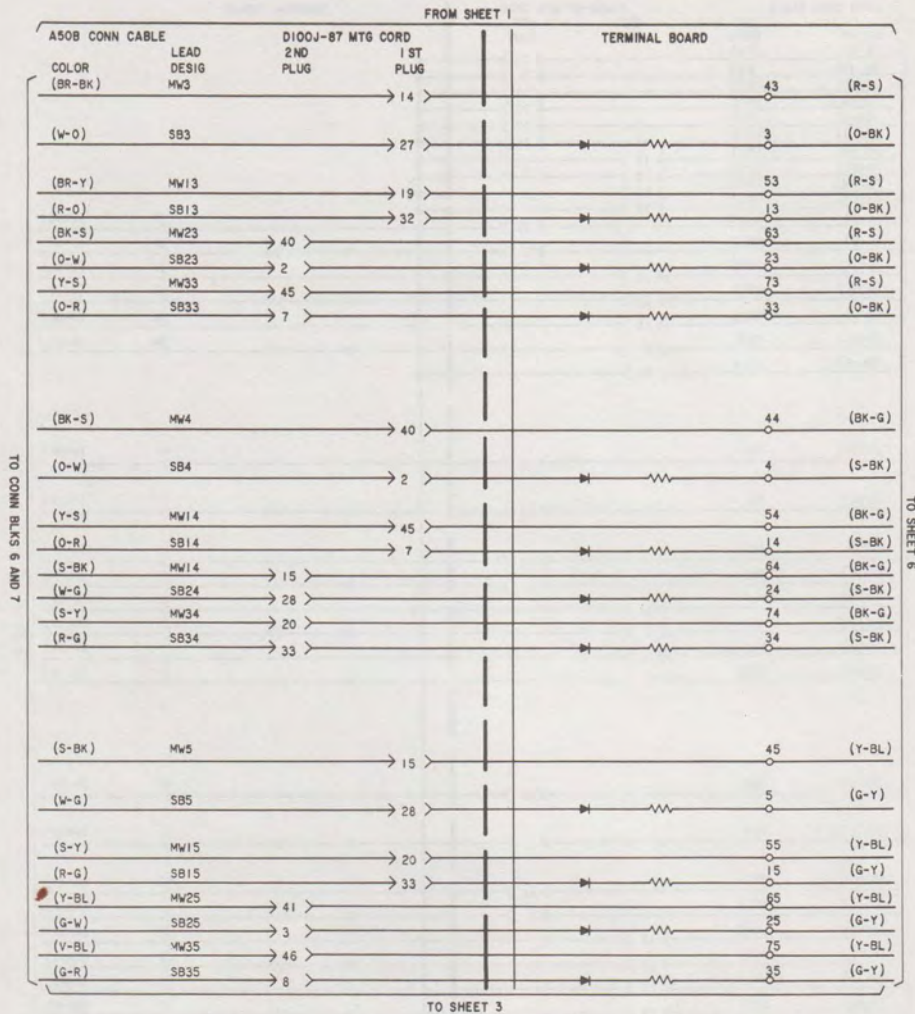 FROM SHEET 1
A50B CONN CABLE D100J-87 MTG CORD TERMINAL BOARD
LEAD 2ND 1ST
COLOR DESIG PLUG PLUG
(BR-BK) MW3 14 43 (R-S)
(W-O) SB3 27 3 (O-BK)
(BR-Y) MW13 19 53 (R-S)
(R-O) SB13 32 13 (O-BK)
(BK-S) MW23 40 63 (R-S)
(O-W) SB23 2 23 (O-BK)
(Y-S) MW33 45 73 (R-S)
(O-R) SB33 7 33 (O-BK)
(BK-S) MW4 40 44 (BK-G)
(O-W) SB4 2 4 (S-BK)
(Y-S) MW14 45 54 (BK-G)
(O-R) SB14 7 14 (S-BK)
(S-BK) MW14 15 64 (BK-G)
(W-G) SB24 28 24 (S-BK)
(S-Y) MW34 20 74 (BK-G)
(R-G) SB34 33 34 (S-BK)
(S-BK) MW5 15 45 (Y-BL)
(W-G) SB5 28 5 (G-Y)
(S-Y) MW15 20 55 (Y-BL)
(R-G) SB15 33 15 (G-Y)
(Y-BL) MW25 41 65 (Y-BL)
(G-W) SB25 3 25 (G-Y)
(V-BL) MW35 46 75 (Y-BL)
(G-R) SB35 8 35 (G-Y)
TO CONN BLKS 6 AND 7
TO SHEET 6
TO SHEET 3